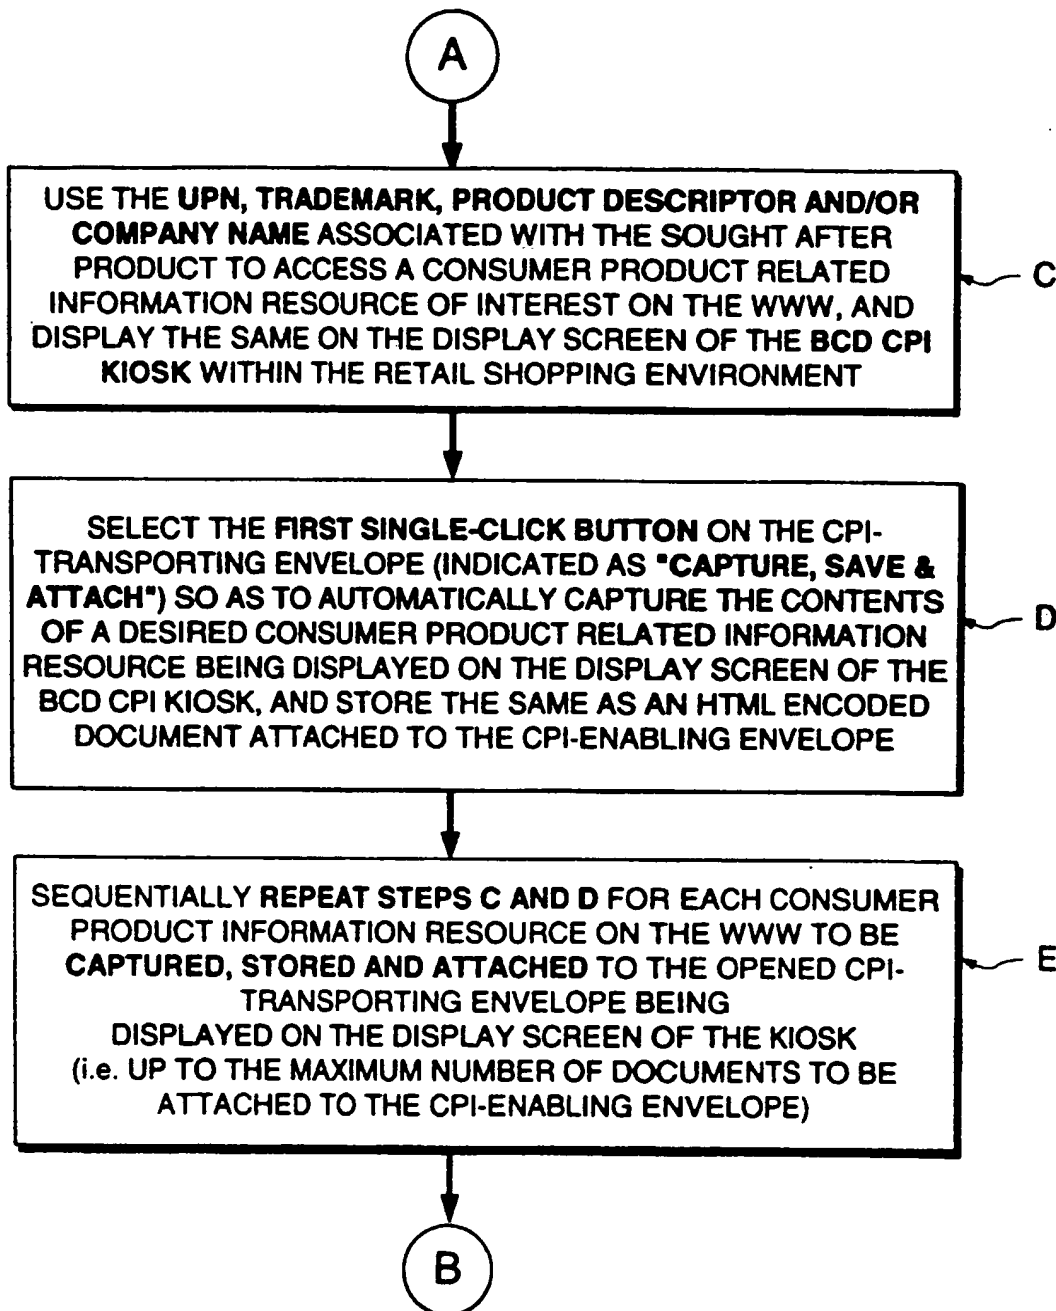 A
USE THE UPN, TRADEMARK, PRODUCT DESCRIPTOR AND/OR
COMPANY NAME ASSOCIATED WITH THE SOUGHT AFTER
PRODUCT TO ACCESS A CONSUMER PRODUCT RELATED
INFORMATION RESOURCE OF INTEREST ON THE WWW, AND
DISPLAY THE SAME ON THE DISPLAY SCREEN OF THE BCD CPI
KIOSK WITHIN THE RETAIL SHOPPING ENVIRONMENT
C
SELECT THE FIRST SINGLE-CLICK BUTTON ON THE CPI-
TRANSPORTING ENVELOPE (INDICATED AS "CAPTURE, SAVE &
ATTACH") SO AS TO AUTOMATICALLY CAPTURE THE CONTENTS
OF A DESIRED CONSUMER PRODUCT RELATED INFORMATION
RESOURCE BEING DISPLAYED ON THE DISPLAY SCREEN OF THE
BCD CPI KIOSK, AND STORE THE SAME AS AN HTML ENCODED
DOCUMENT ATTACHED TO THE CPI-ENABLING ENVELOPE
D
SEQUENTIALLY REPEAT STEPS C AND D FOR EACH CONSUMER
PRODUCT INFORMATION RESOURCE ON THE WWW TO BE
CAPTURED, STORED AND ATTACHED TO THE OPENED CPI-
TRANSPORTING ENVELOPE BEING
DISPLAYED ON THE DISPLAY SCREEN OF THE KIOSK
(i.e. UP TO THE MAXIMUM NUMBER OF DOCUMENTS TO BE
ATTACHED TO THE CPI-ENABLING ENVELOPE)
E
B